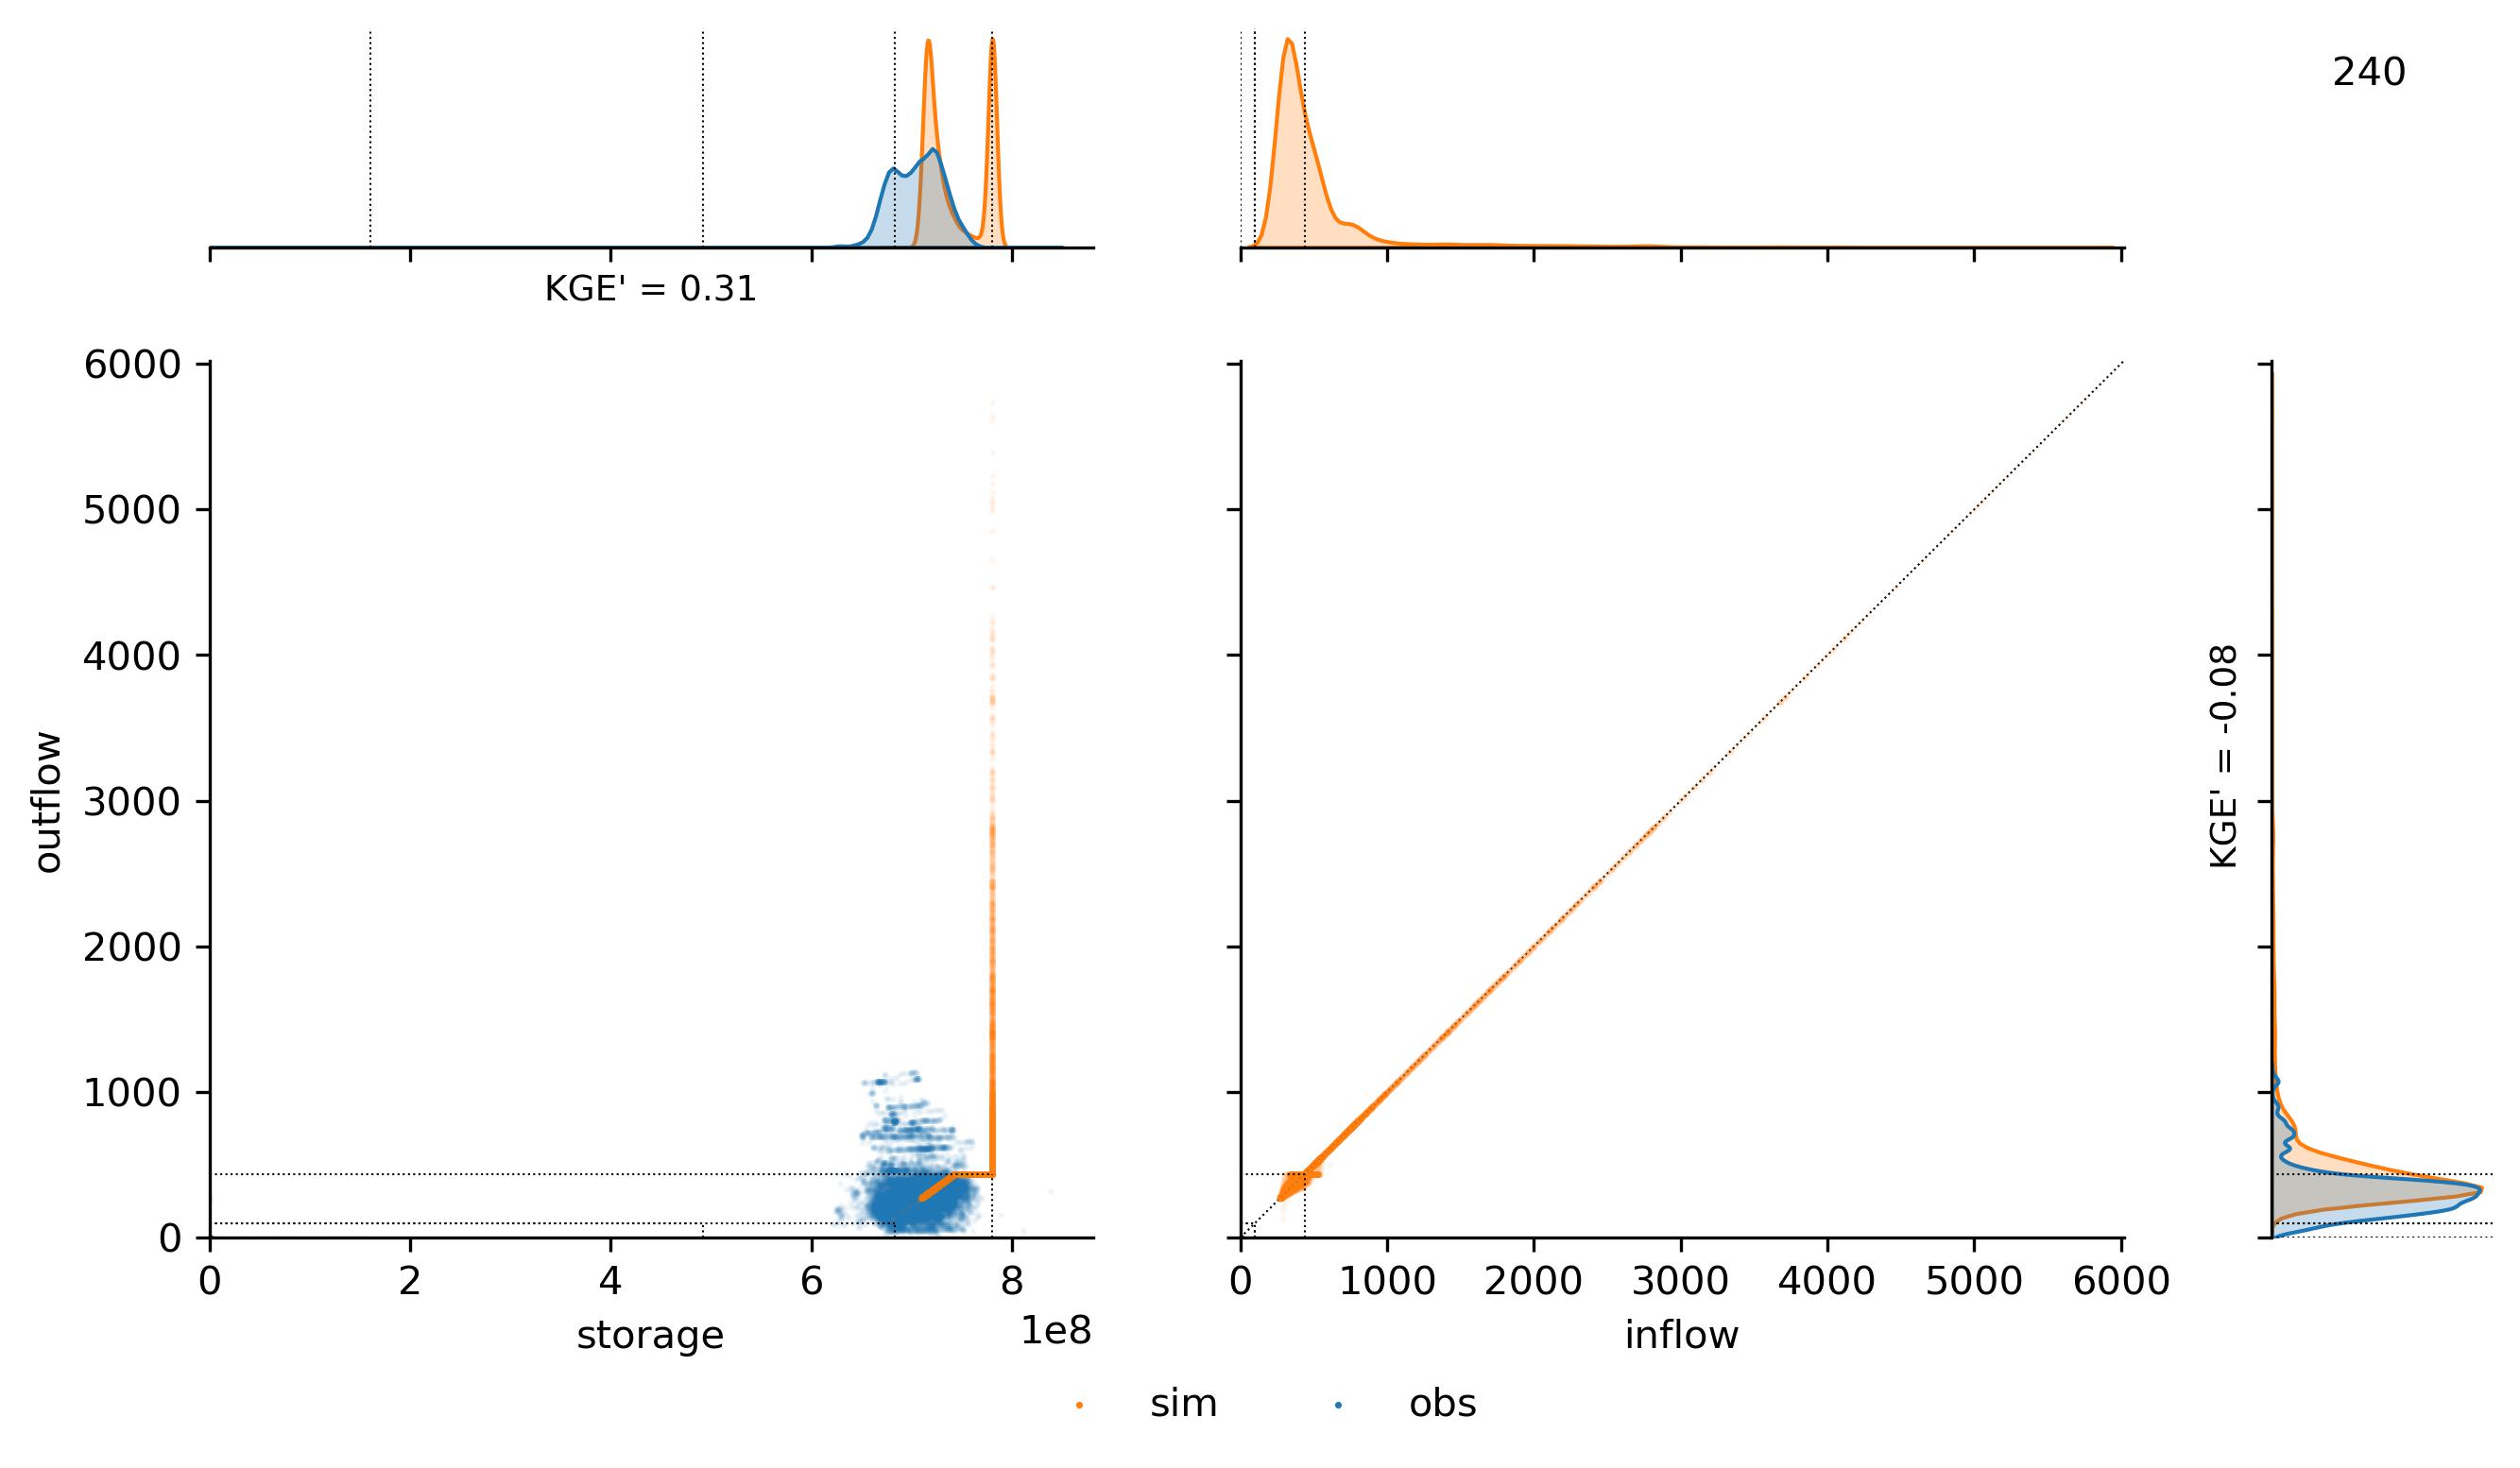 240
KGE' = 0.31
6000
5000
4000
3000
2000
1000
0
outflow
KGE' = -0.08
0 2 4 6 8
1e8
storage
0 1000 2000 3000 4000 5000 6000
inflow
sim obs